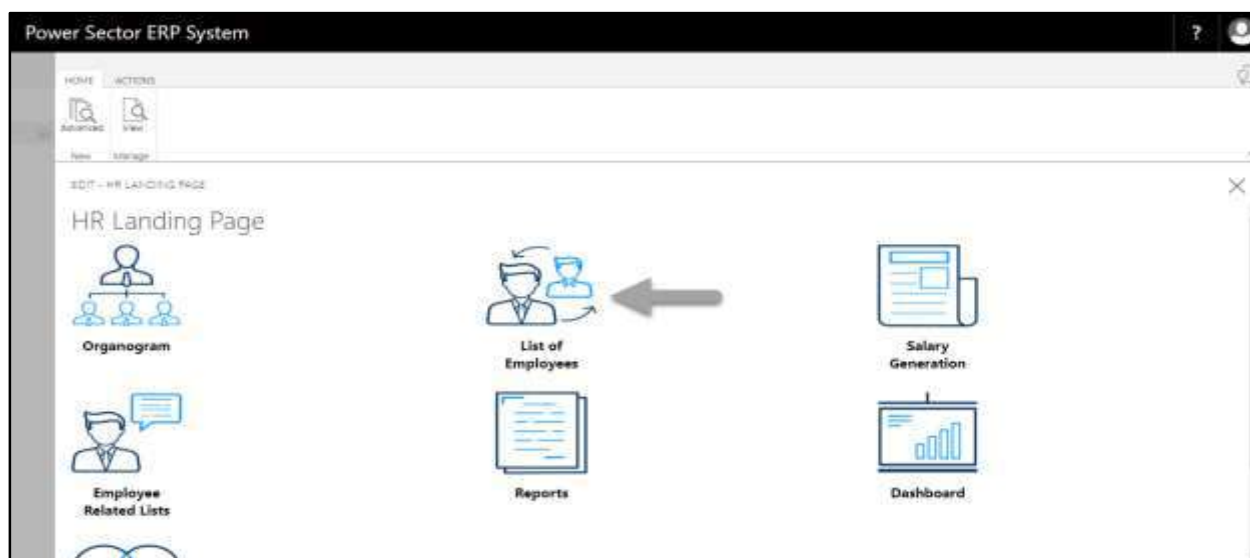 Power Sector ERP System
?
HOME ACTIONS
Advanced View
New Manage
EDIT - HR LANDING PAGE
HR Landing Page
Organogram
List of
Employees
Salary
Generation
Employee
Related Lists
Reports
Dashboard